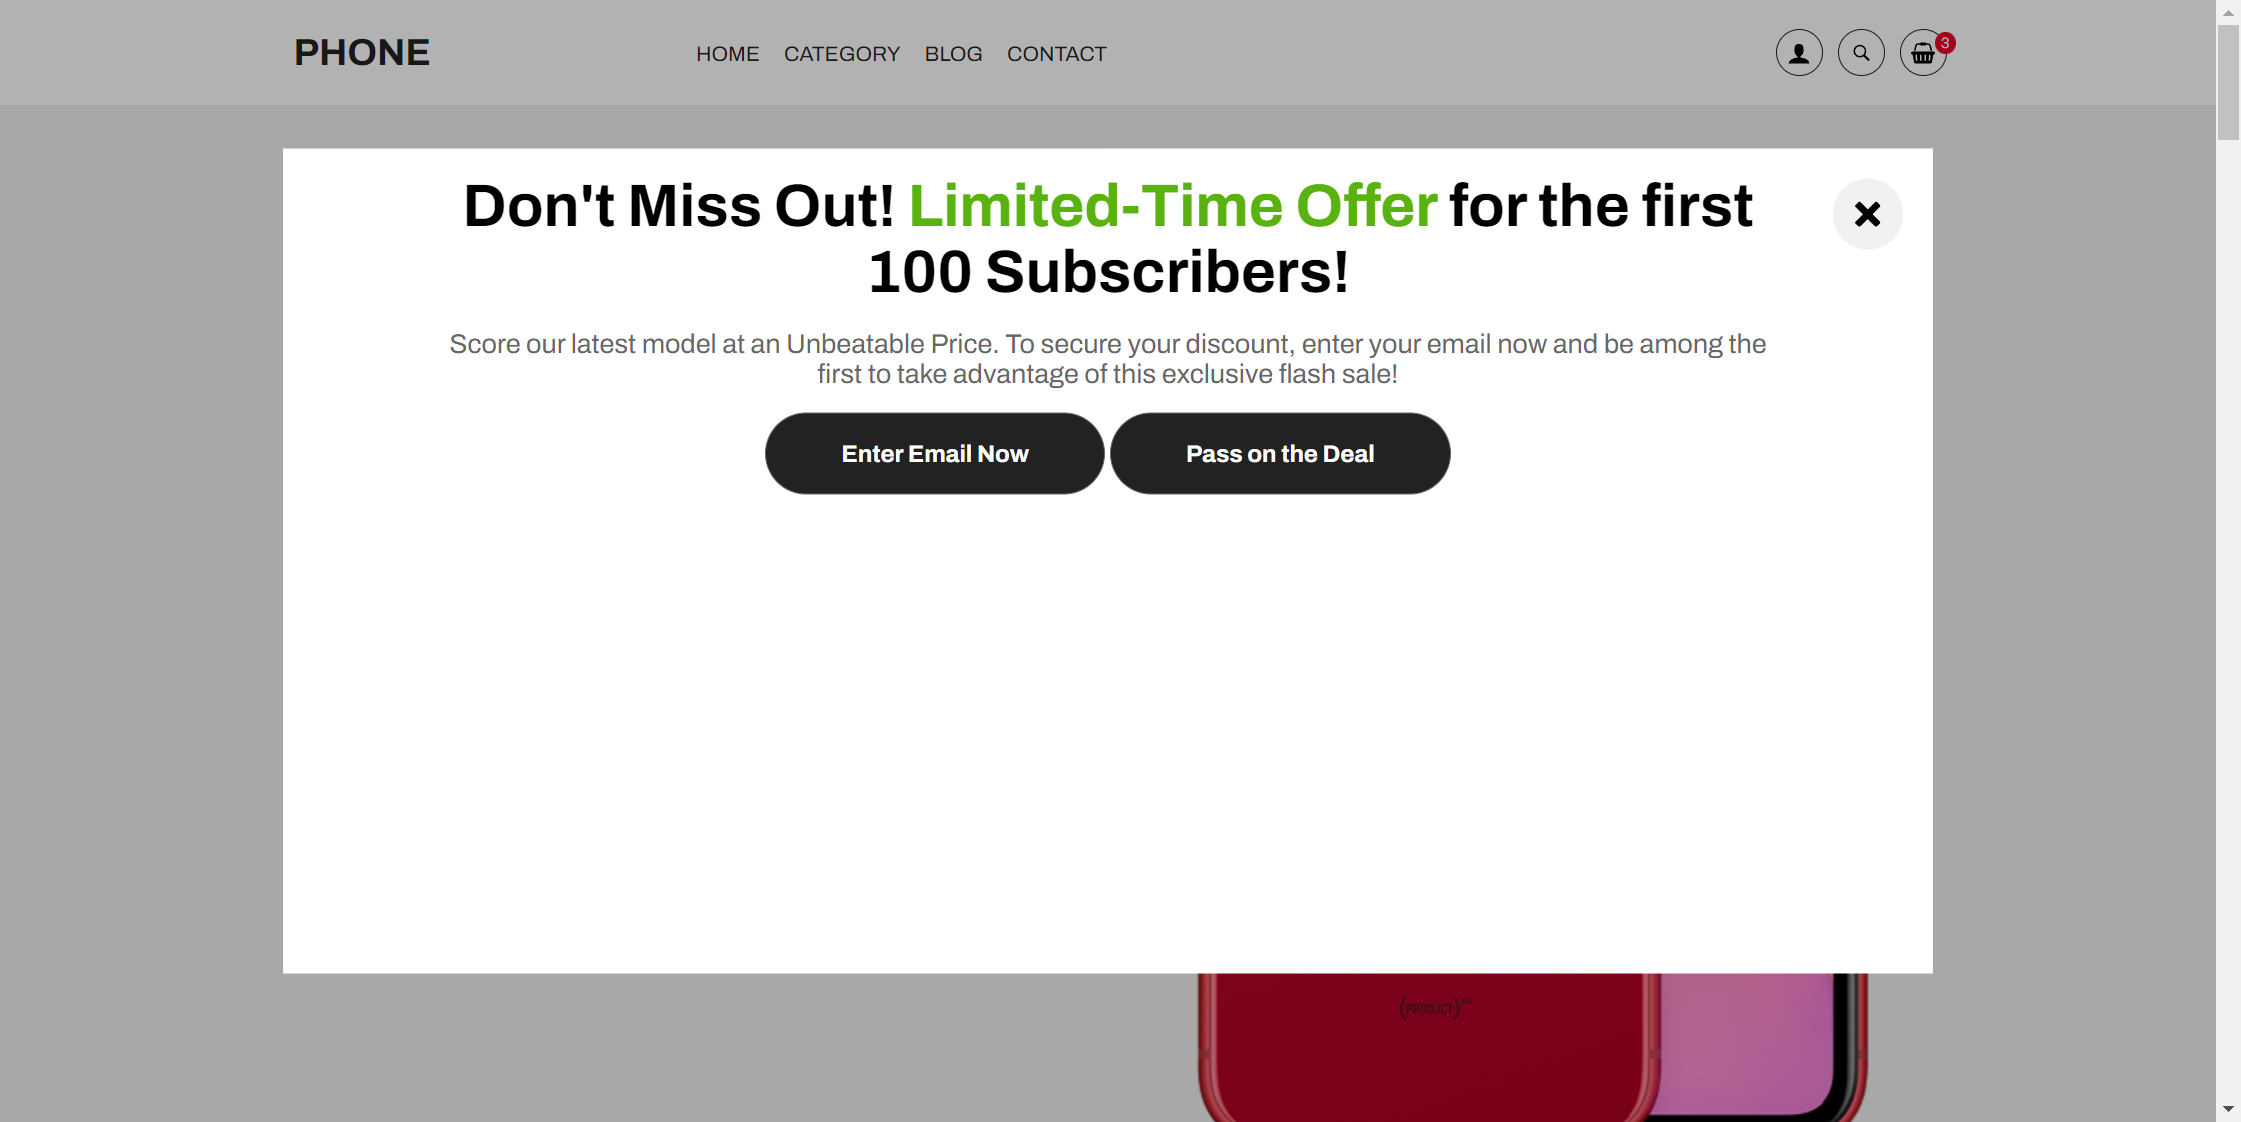 PHONE
HOME CATEGORY BLOG CONTACT
3
Don't Miss Out! Limited-Time Offer for the first
100 Subscribers!
Score our latest model at an Unbeatable Price. To secure your discount, enter your email now and be among the
first to take advantage of this exclusive flash sale!
Enter Email Now Pass on the Deal
(PRODUCT)